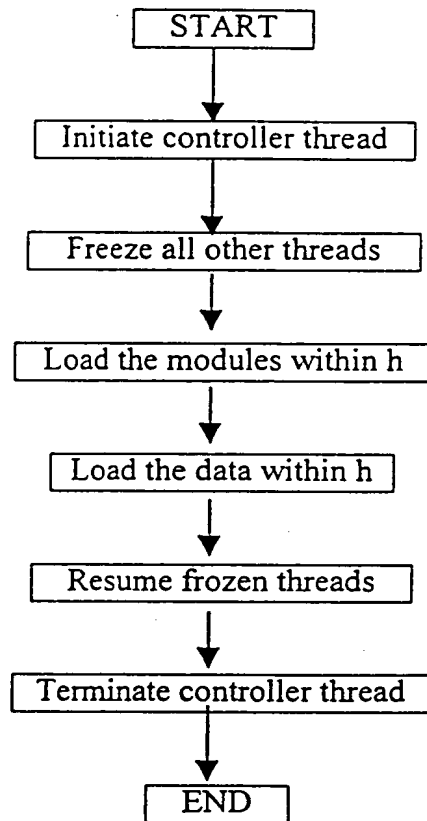 START
Initiate controller thread
Freeze all other threads
Load the modules within h
Load the data within h
Resume frozen threads
Terminate controller thread
END